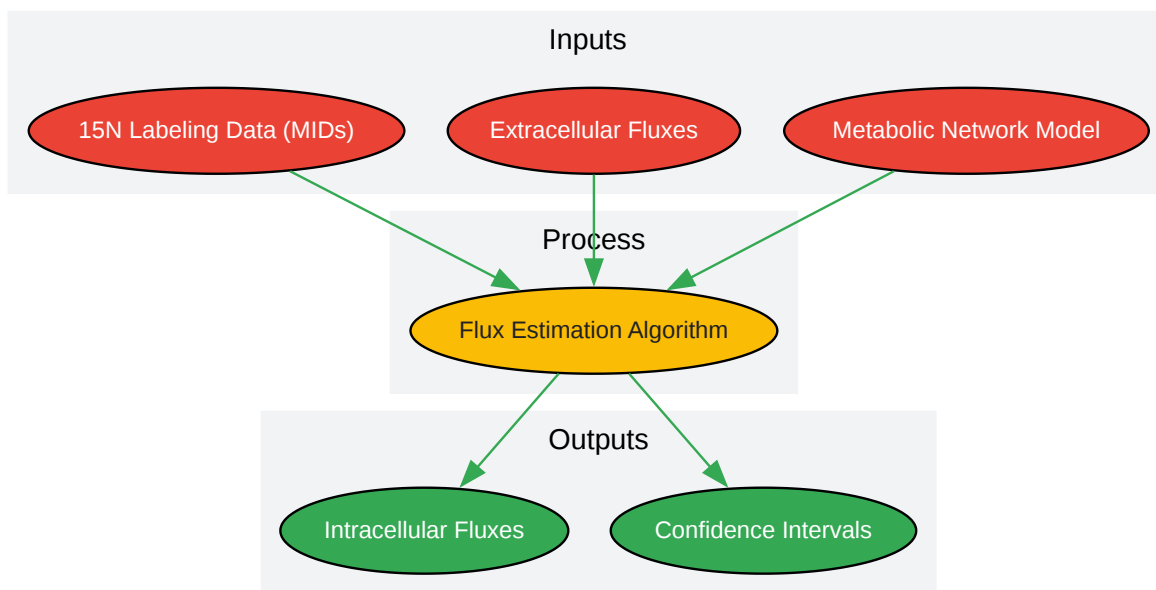 Inputs
15N Labeling Data (MIDs)
Extracellular Fluxes
Metabolic Network Model
Process
Flux Estimation Algorithm
Outputs
Intracellular Fluxes
Confidence Intervals